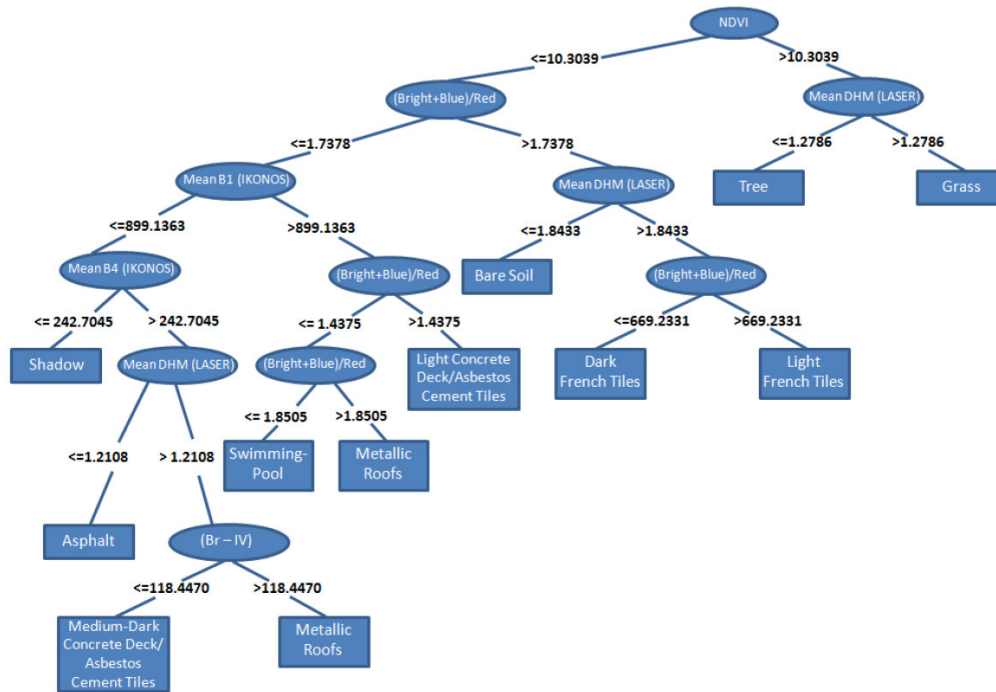 NDVI
<=10.3039
>10.3039
(Bright+Blue)/Red
Mean DHM (LASER)
<=1.7378
>1.7378
<=1.2786
>1.2786
Mean B1 (IKONOS)
Mean DHM (LASER)
Tree
Grass
<=899.1363
>899.1363
<=1.8433
>1.8433
Mean B4 (IKONOS)
(Bright+Blue)/Red
Bare Soil
(Bright+Blue)/Red
<= 242.7045
> 242.7045
<= 1.4375
>1.4375
<=669.2331
>669.2331
Shadow
Mean DHM (LASER)
(Bright+Blue)/Red
Light Concrete
Deck/Asbestos
Cement Tiles
Dark
French Tiles
Light
French Tiles
<= 1.8505
>1.8505
<=1.2108
> 1.2108
Swimming-
Pool
Metallic
Roofs
Asphalt
(Br – IV)
<=118.4470
>118.4470
Medium-Dark
Concrete Deck/
Asbestos
Cement Tiles
Metallic
Roofs